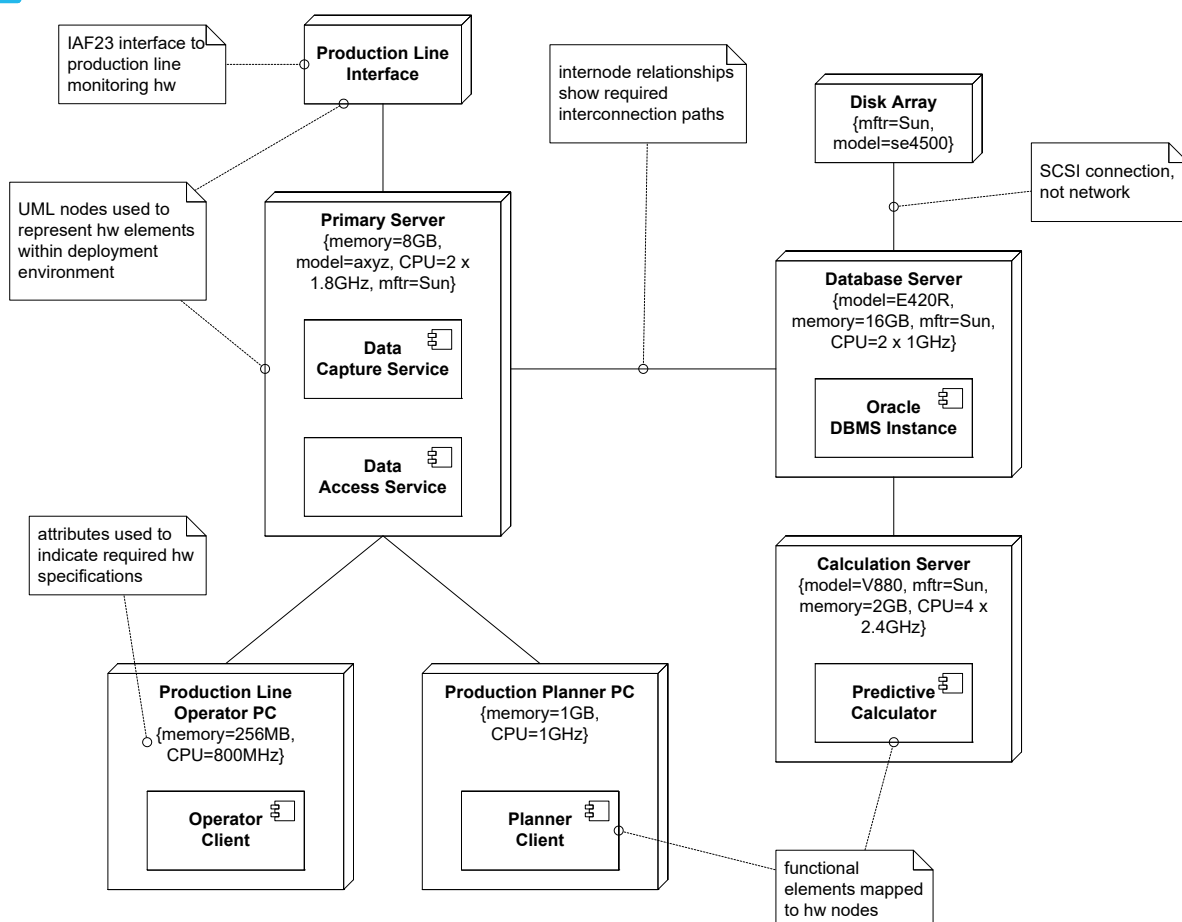 IAF23 interface to
production line
monitoring hw
Production Line
Interface
internode relationships
show required
interconnection paths
Disk Array
{mftr=Sun,
model=se4500}
SCSI connection,
not network
UML nodes used to
represent hw elements
within deployment
environment
Primary Server
{memory=8GB,
model=axyz, CPU=2 x
1.8GHz, mftr=Sun}
Data
Capture Service
Data
Access Service
Database Server
{model=E420R,
memory=16GB, mftr=Sun,
CPU=2 x 1GHz}
Oracle
DBMS Instance
attributes used to
indicate required hw
specifications
Calculation Server
{model=V880, mftr=Sun,
memory=2GB, CPU=4 x
2.4GHz}
Predictive
Calculator
Production Line
Operator PC
{memory=256MB,
CPU=800MHz}
Operator
Client
Production Planner PC
{memory=1GB,
CPU=1GHz}
Planner
Client
functional
elements mapped
to hw nodes